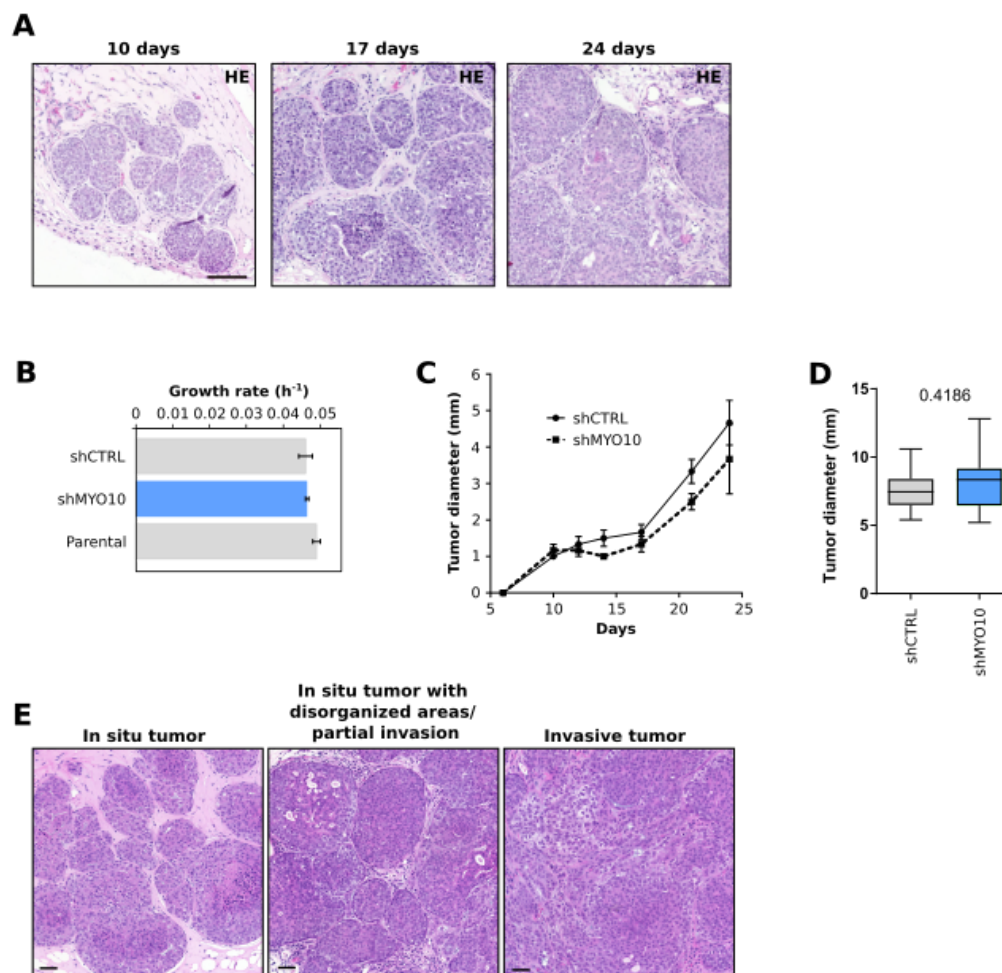 A
10 days
17 days
24 days
HE
HE
HE
B
Growth rate (h⁻¹)
0 0.01 0.02 0.03 0.04 0.05
shCTRL
shMYO10
Parental
C
Tumor diameter (mm)
6
5
4
3
2
1
0
shCTRL
shMYO10
5 10 15 20 25
Days
D
Tumor diameter (mm)
15
10
5
0
0.4186
shCTRL
shMYO10
E
In situ tumor
In situ tumor with
disorganized areas/
partial invasion
Invasive tumor